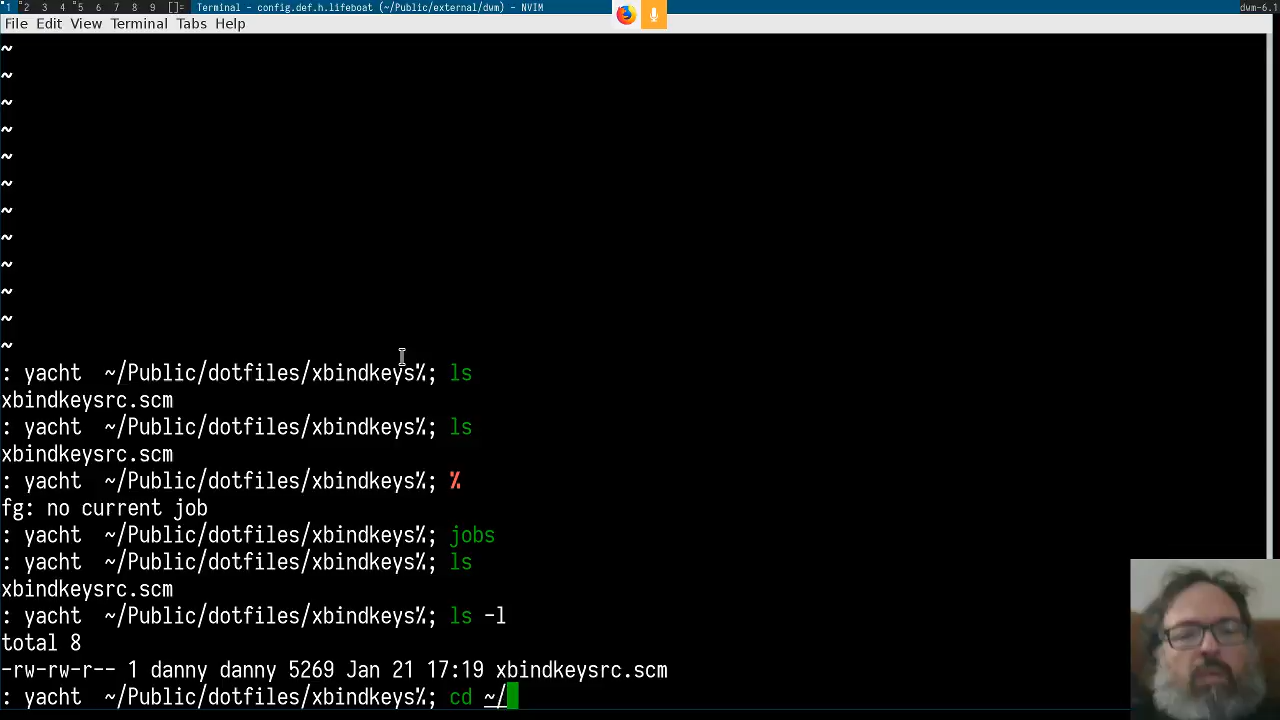 1 2 3 4 5 6 7 8 9 []= Terminal - config.def.h.lifeboat (~/Public/external/dwm) - NVIM dwm-6.1
File Edit View Terminal Tabs Help
~
~
~
~
~
~
~
~
~
~
~
~
: yacht ~/Public/dotfiles/xbindkeys%; ls
xbindkeysrc.scm
: yacht ~/Public/dotfiles/xbindkeys%; ls
xbindkeysrc.scm
: yacht ~/Public/dotfiles/xbindkeys%; %
fg: no current job
: yacht ~/Public/dotfiles/xbindkeys%; jobs
: yacht ~/Public/dotfiles/xbindkeys%; ls
xbindkeysrc.scm
: yacht ~/Public/dotfiles/xbindkeys%; ls -l
total 8
-rw-rw-r-- 1 danny danny 5269 Jan 21 17:19 xbindkeysrc.scm
: yacht ~/Public/dotfiles/xbindkeys%; cd ~/